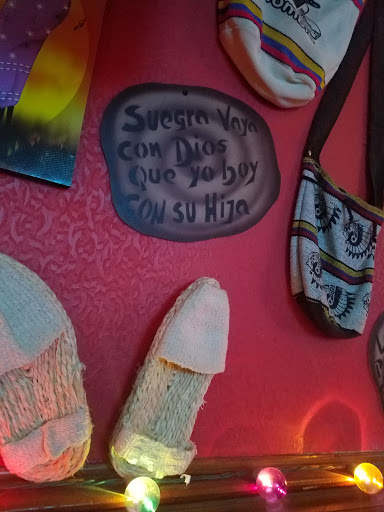 Suegra Vaya
con Dios
Que yo boy
CON SU HIJa